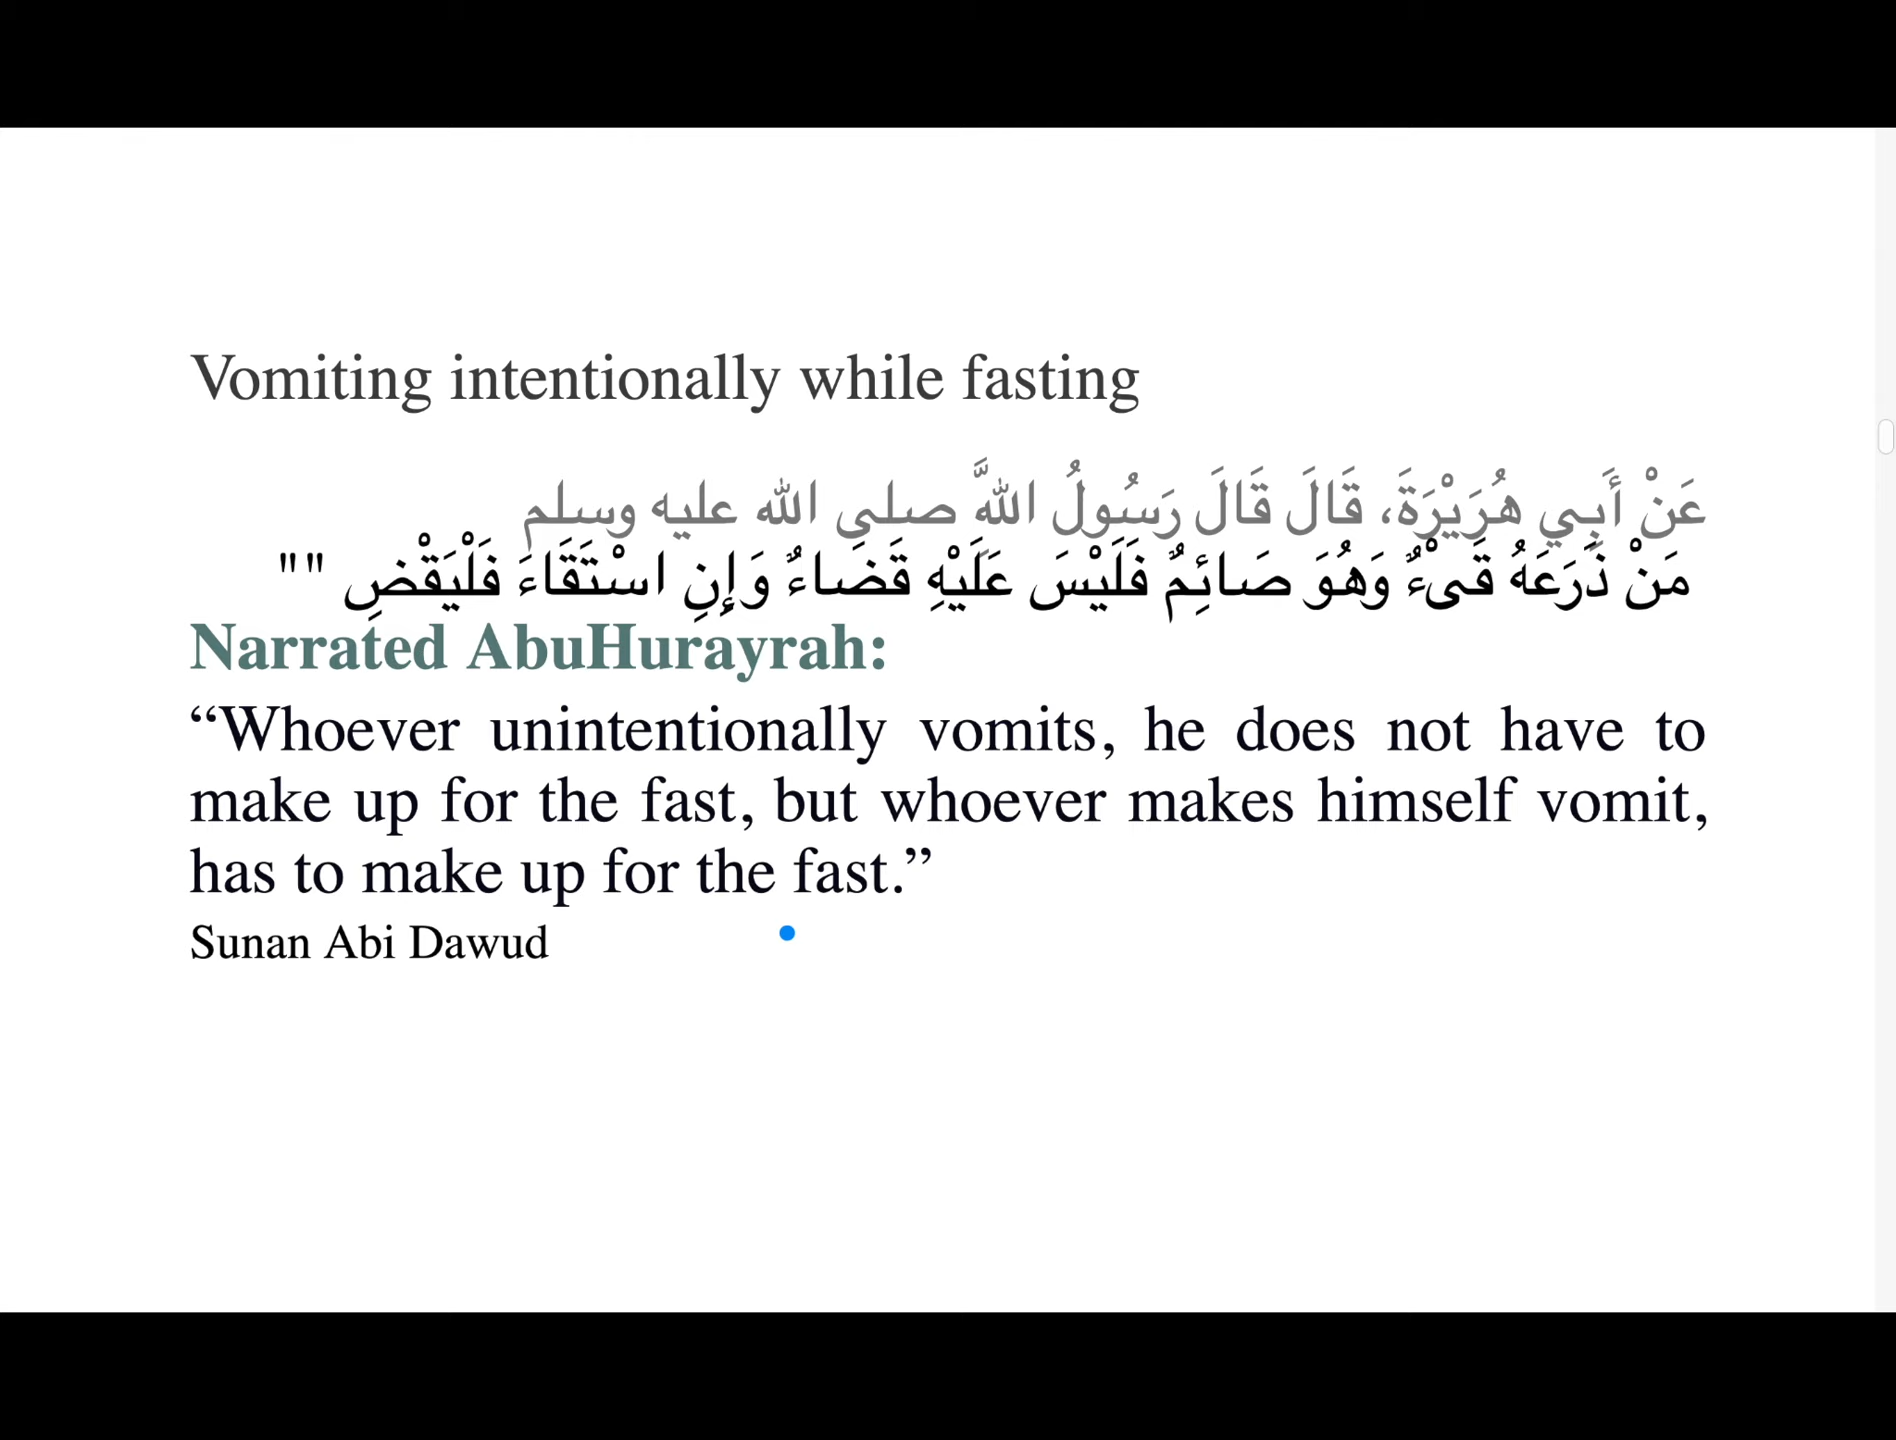 Vomiting intentionally while fasting
عَنْ أَبِي هُرَيْرَةَ، قَالَ قَالَ رَسُولُ اللَّهِ صلى الله عليه وسلم
مَنْ ذَرَعَهُ قَىْءٌ وَهُوَ صَائِمٌ فَلَيْسَ عَلَيْهِ قَضَاءٌ وَإِنِ اسْتَقَاءَ فَلْيَقْضِ ""
Narrated AbuHurayrah:
“Whoever unintentionally vomits, he does not have to
make up for the fast, but whoever makes himself vomit,
has to make up for the fast.”
Sunan Abi Dawud